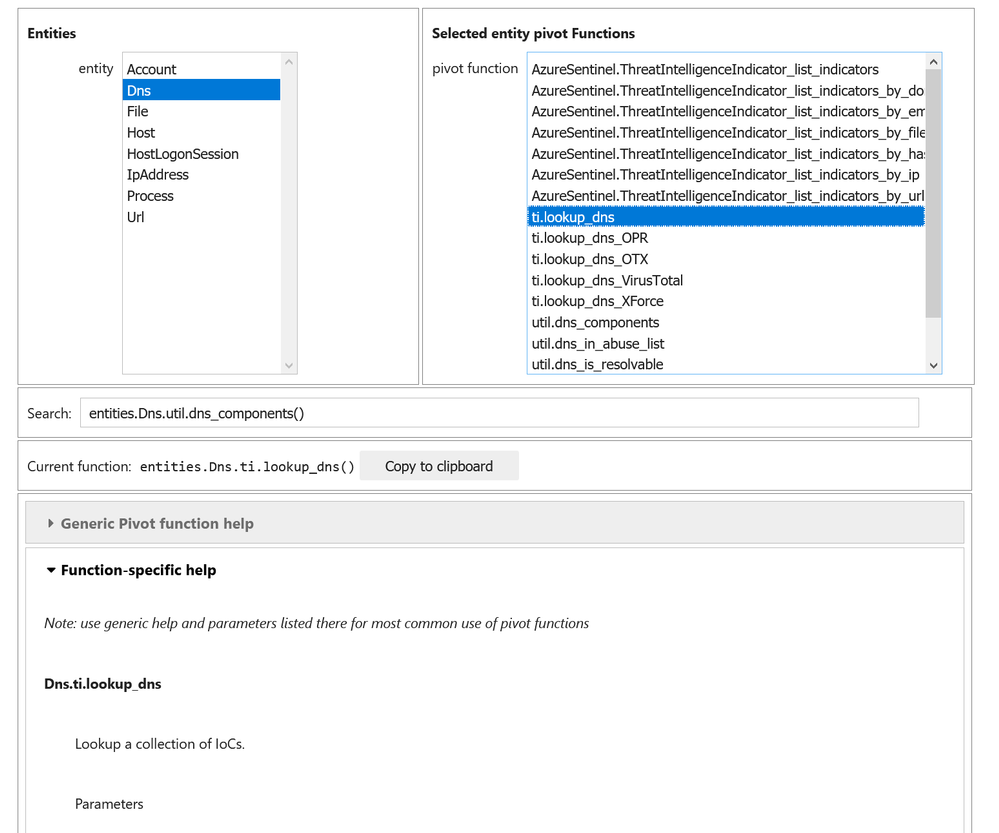 Entities
entity
Account
Dns
File
Host
HostLogonSession
IpAddress
Process
Url
Selected entity pivot Functions
pivot function
AzureSentinel.ThreatIntelligenceIndicator_list_indicators
AzureSentinel.ThreatIntelligenceIndicator_list_indicators_by_do
AzureSentinel.ThreatIntelligenceIndicator_list_indicators_by_em
AzureSentinel.ThreatIntelligenceIndicator_list_indicators_by_file
AzureSentinel.ThreatIntelligenceIndicator_list_indicators_by_has
AzureSentinel.ThreatIntelligenceIndicator_list_indicators_by_ip
AzureSentinel.ThreatIntelligenceIndicator_list_indicators_by_url
ti.lookup_dns
ti.lookup_dns_OPR
ti.lookup_dns_OTX
ti.lookup_dns_VirusTotal
ti.lookup_dns_XForce
util.dns_components
util.dns_in_abuse_list
util.dns_is_resolvable
Search: entities.Dns.util.dns_components()
Current function: entities.Dns.ti.lookup_dns() Copy to clipboard
Generic Pivot function help
Function-specific help
Note: use generic help and parameters listed there for most common use of pivot functions
Dns.ti.lookup_dns
Lookup a collection of IoCs.
Parameters